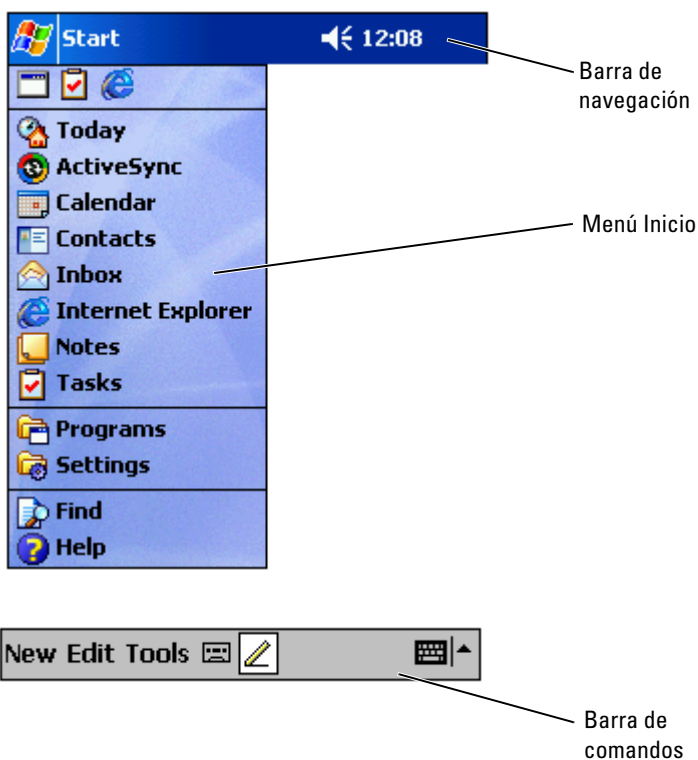 Start 12:08
Barra de
navegación
Today
ActiveSync
Calendar
Contacts
Menú Inicio
Inbox
Internet Explorer
Notes
Tasks
Programs
Settings
Find
Help
New Edit Tools
Barra de
comandos